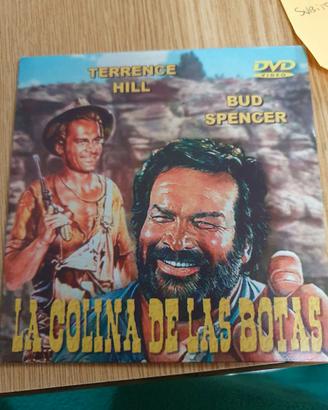 TERRENCE
HILL
DVD
VIDEO
BUD
SPENCER
LA COLINA DE LAS BOTAS